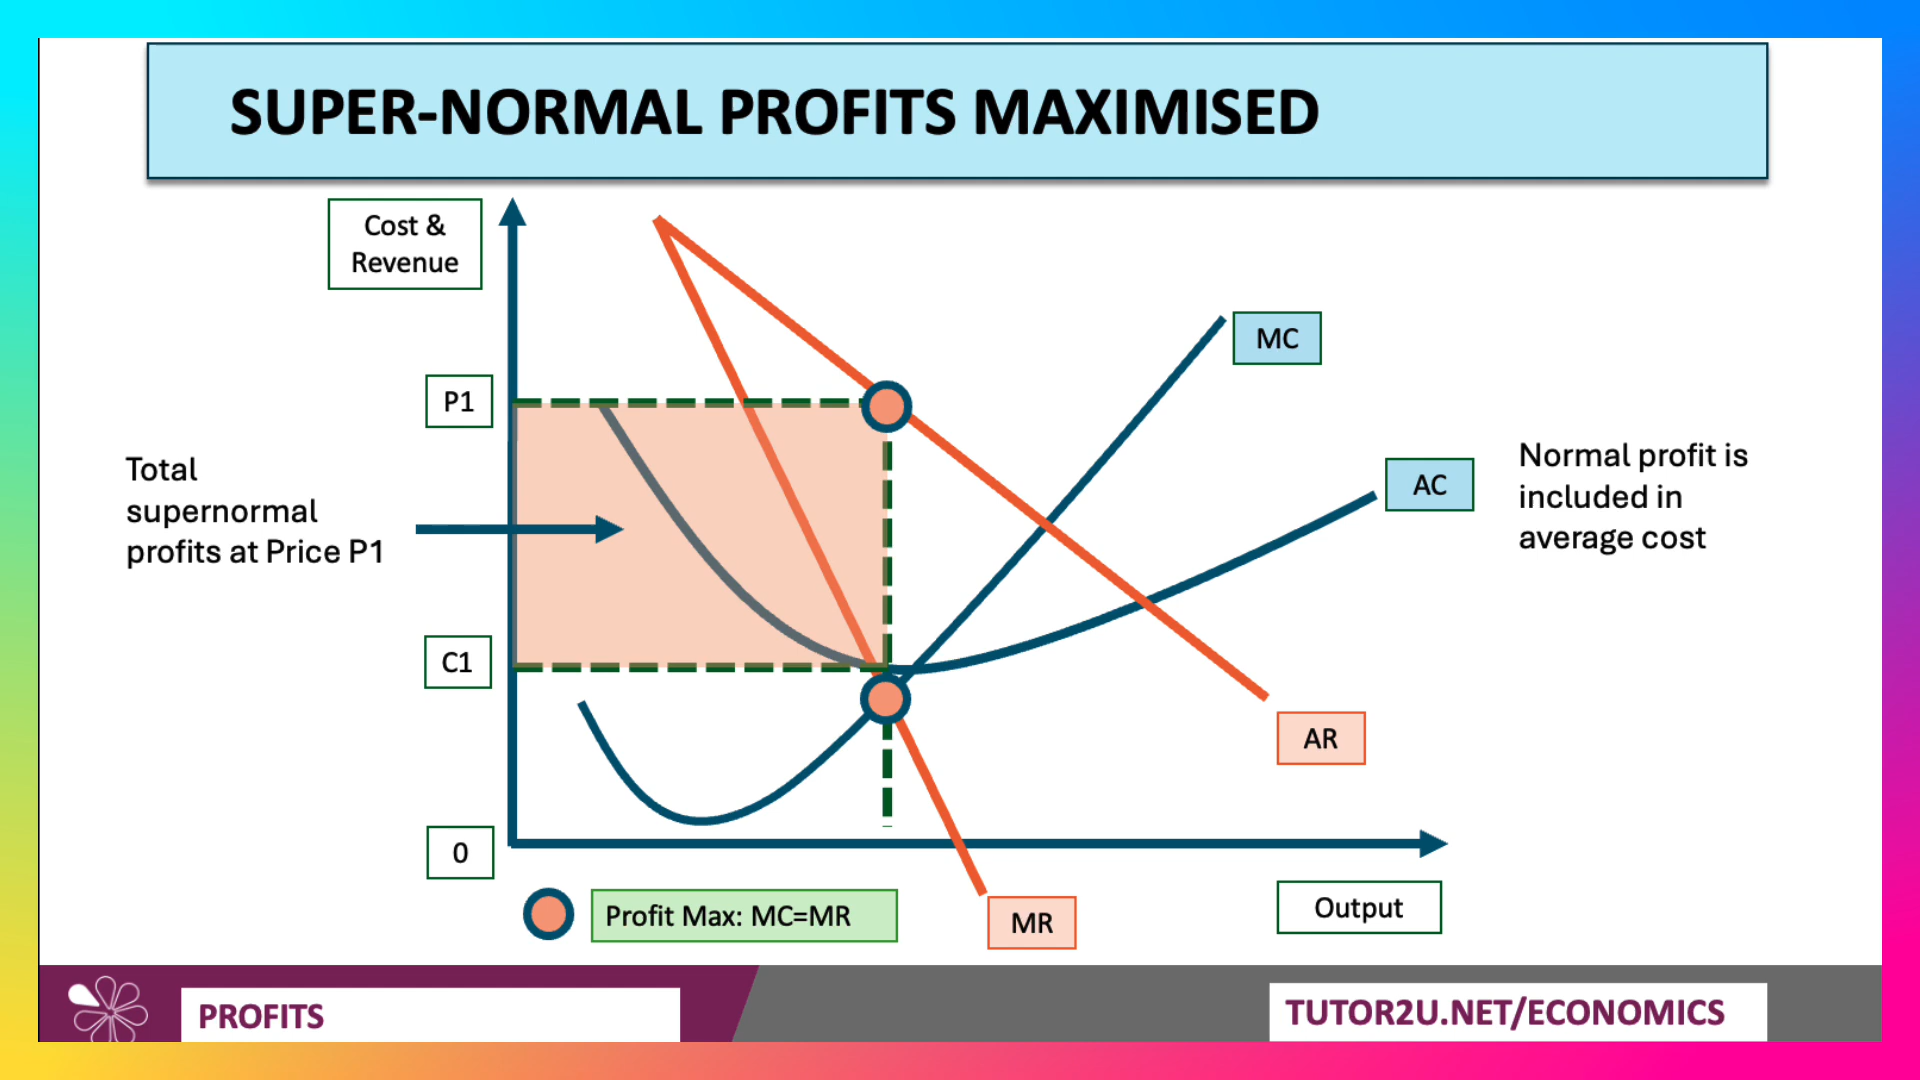 SUPER-NORMAL PROFITS MAXIMISED
Cost &
Revenue
MC
P1
Total
supernormal
profits at Price P1
AC
Normal profit is
included in
average cost
C1
AR
0
Profit Max: MC=MR
MR
Output
PROFITS
TUTOR2U.NET/ECONOMICS